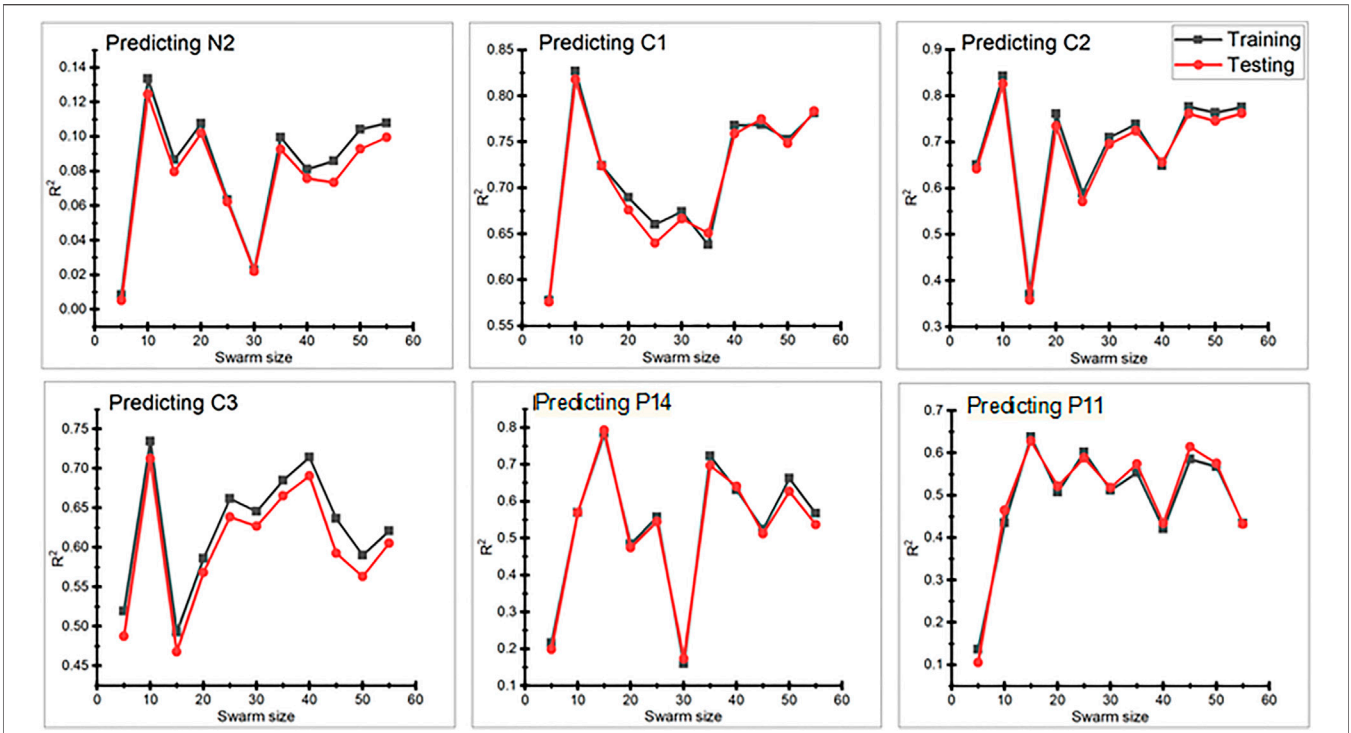 Predicting N2
0.14
0.12
0.10
0.08
0.06
0.04
0.02
0.00
R²
0 10 20 30 40 50 60
Swarm size
Predicting C1
0.85
0.80
0.75
0.70
0.65
0.60
0.55
R²
0 10 20 30 40 50 60
Swarm size
Predicting C2
Training
Testing
0.9
0.8
0.7
0.6
0.5
0.4
0.3
R²
0 10 20 30 40 50 60
Swarm size
Predicting C3
0.75
0.70
0.65
0.60
0.55
0.50
0.45
R²
0 10 20 30 40 50 60
Swarm size
Predicting P14
0.8
0.7
0.6
0.5
0.4
0.3
0.2
0.1
R²
0 10 20 30 40 50 60
Swarm size
Predicting P11
0.7
0.6
0.5
0.4
0.3
0.2
0.1
R²
0 10 20 30 40 50 60
Swarm size